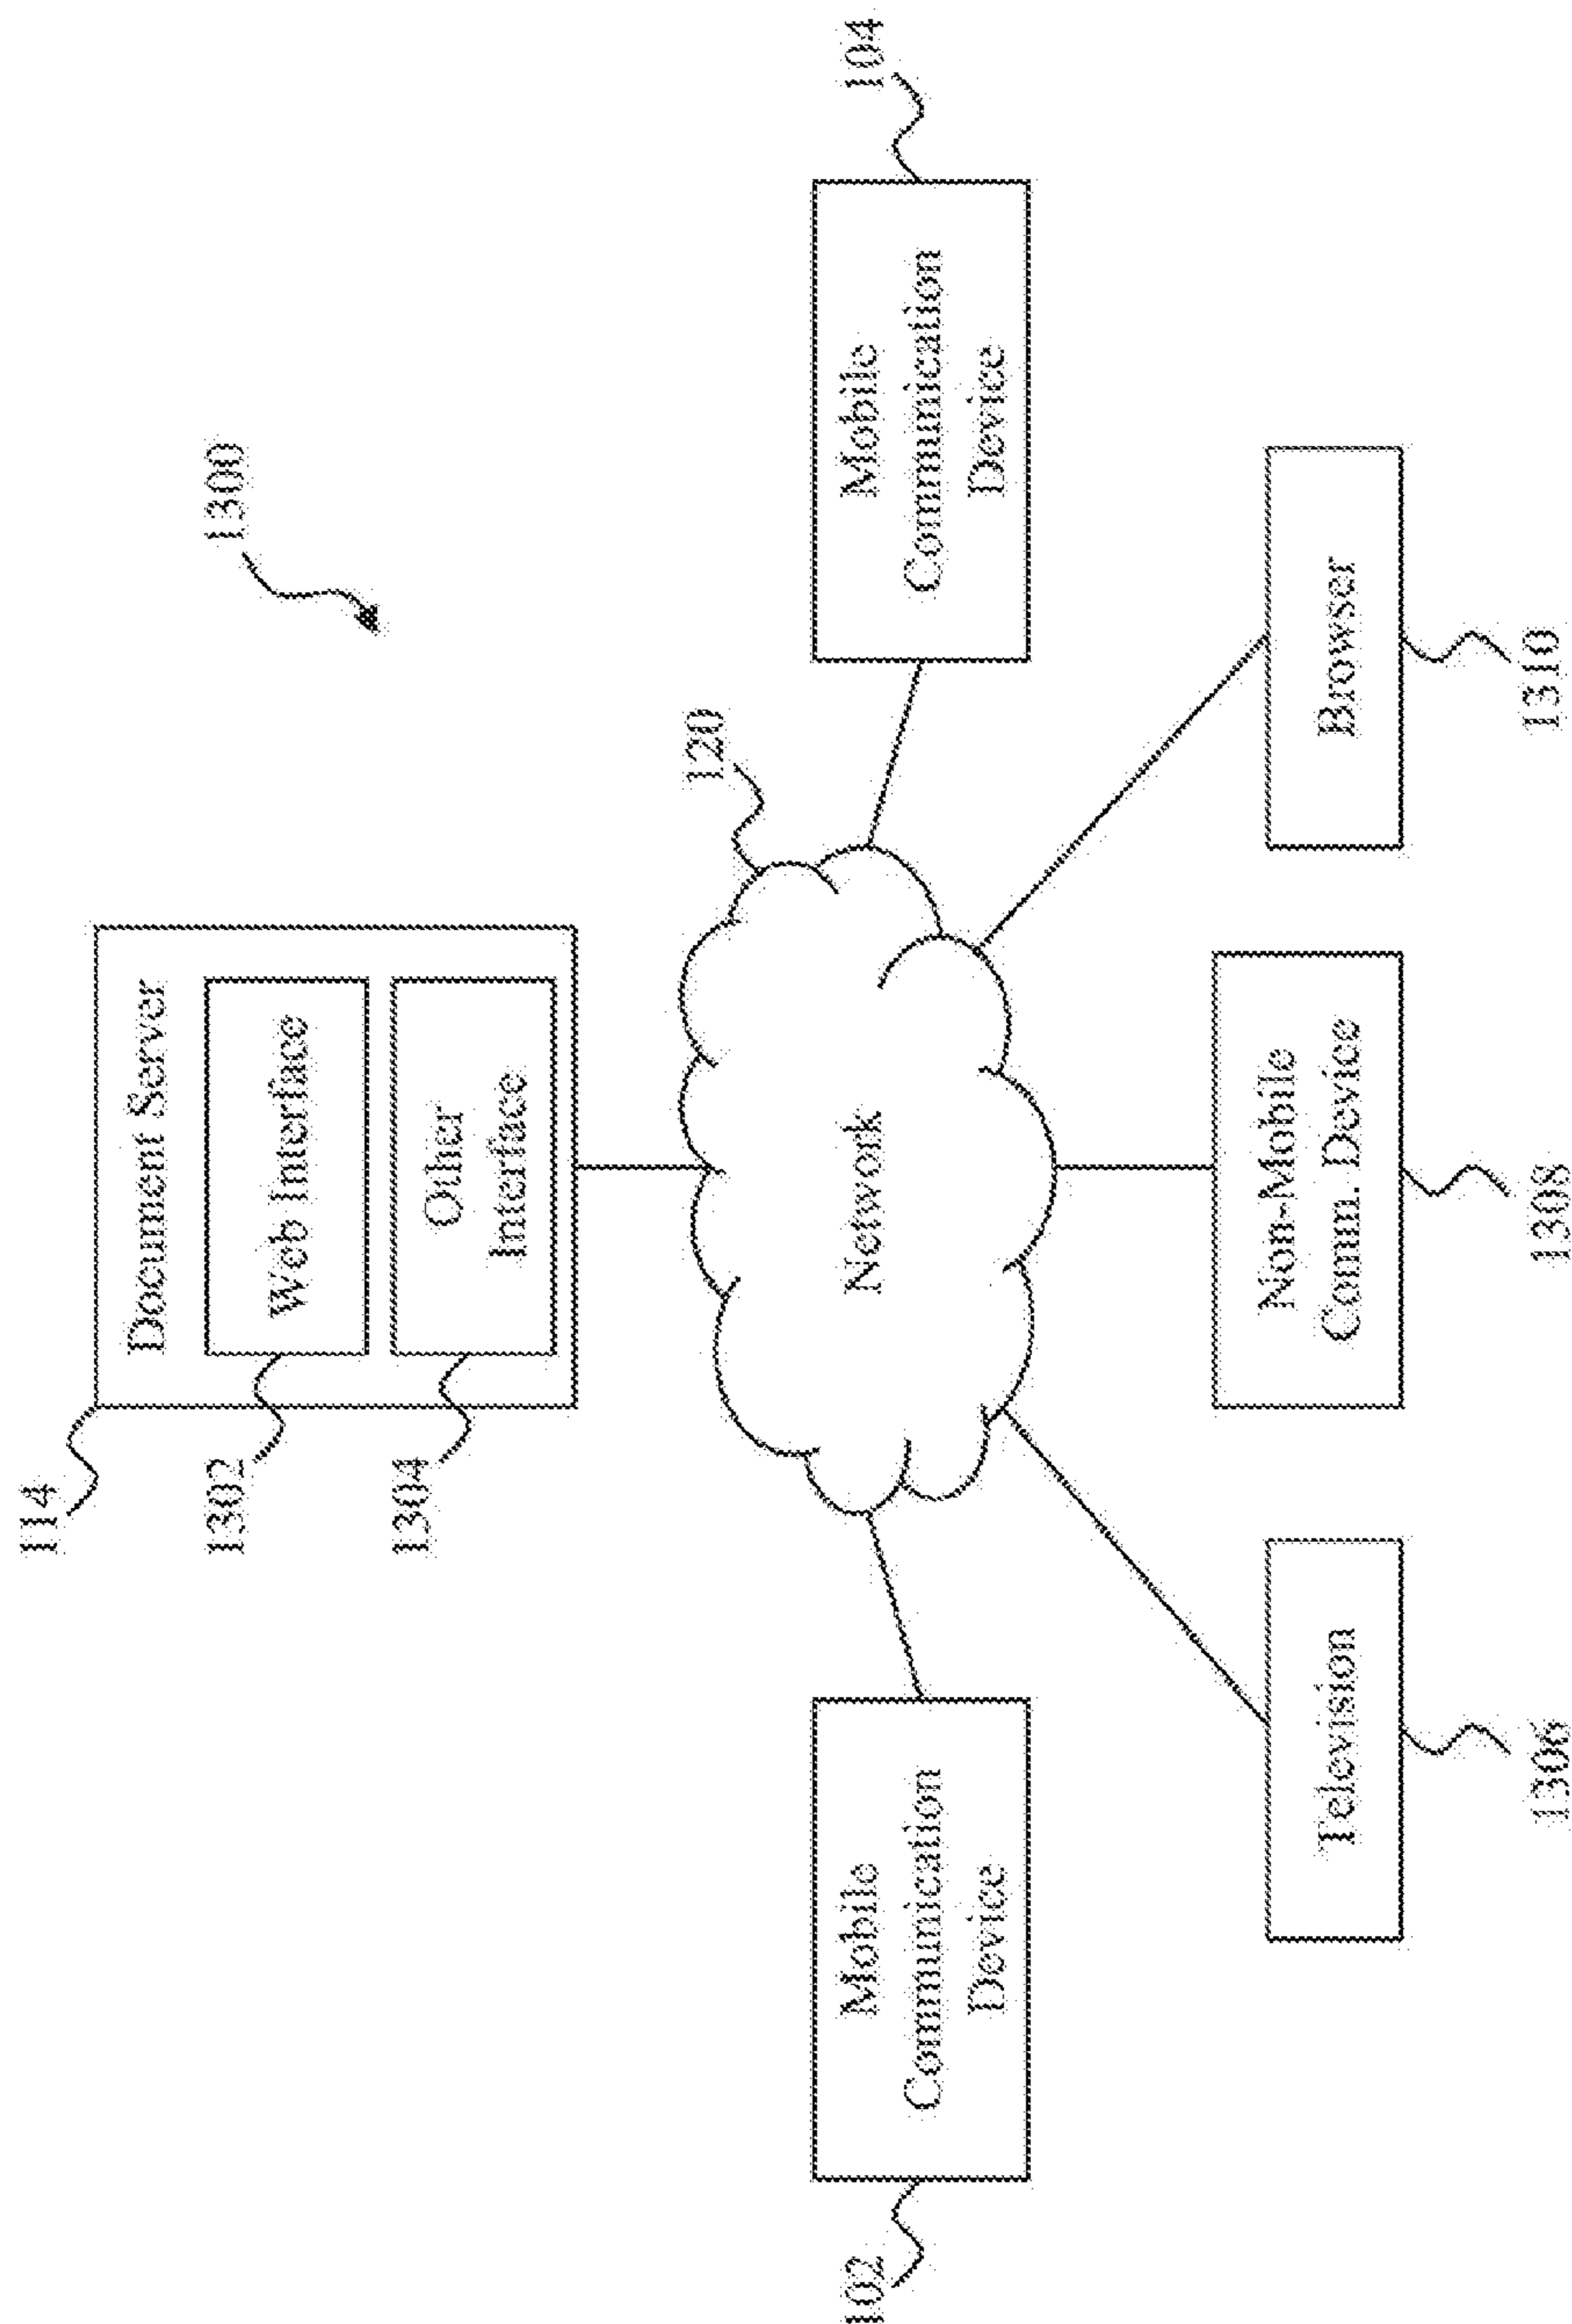 1300
114
Document Server
1302
Web Interface
1304
Other
Interface
120
Network
102
Mobile
Communication
Device
104
Mobile
Communication
Device
Television
1306
Non-Mobile
Comm. Device
1308
Browser
1310